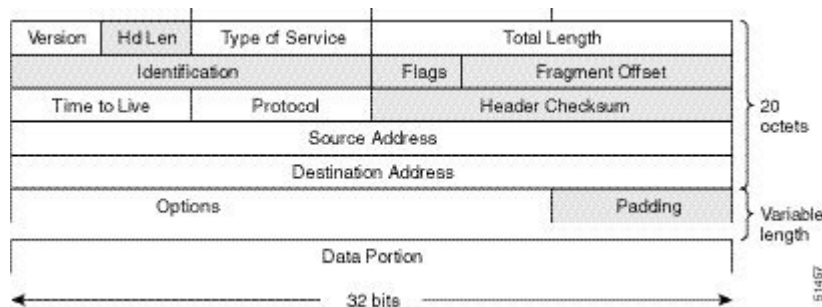 Version Hd Len Type of Service Total Length
Identification Flags Fragment Offset
Time to Live Protocol Header Checksum
20
octets
Source Address
Destination Address
Options Padding
Variable
length
Data Portion
32 bits
51457